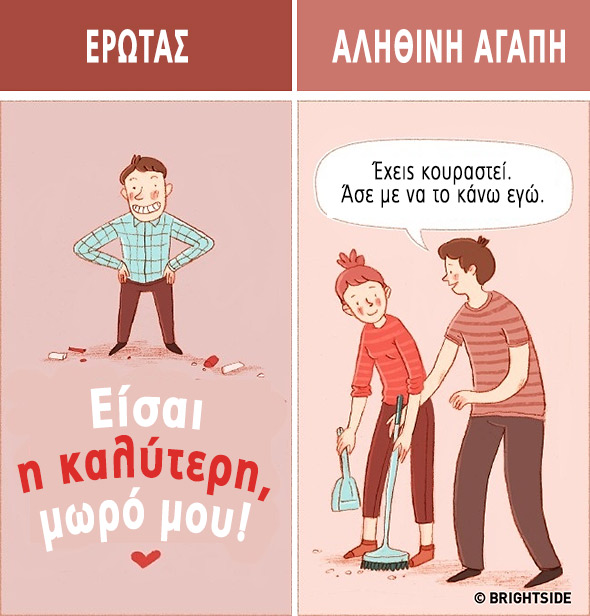 ΕΡΩΤΑΣ
ΑΛΗΘΙΝΗ ΑΓΑΠΗ
Είσαι
η καλύτερη,
μωρό μου!
Έχεις κουραστεί.
Άσε με να το κάνω εγώ.
© BRIGHTSIDE